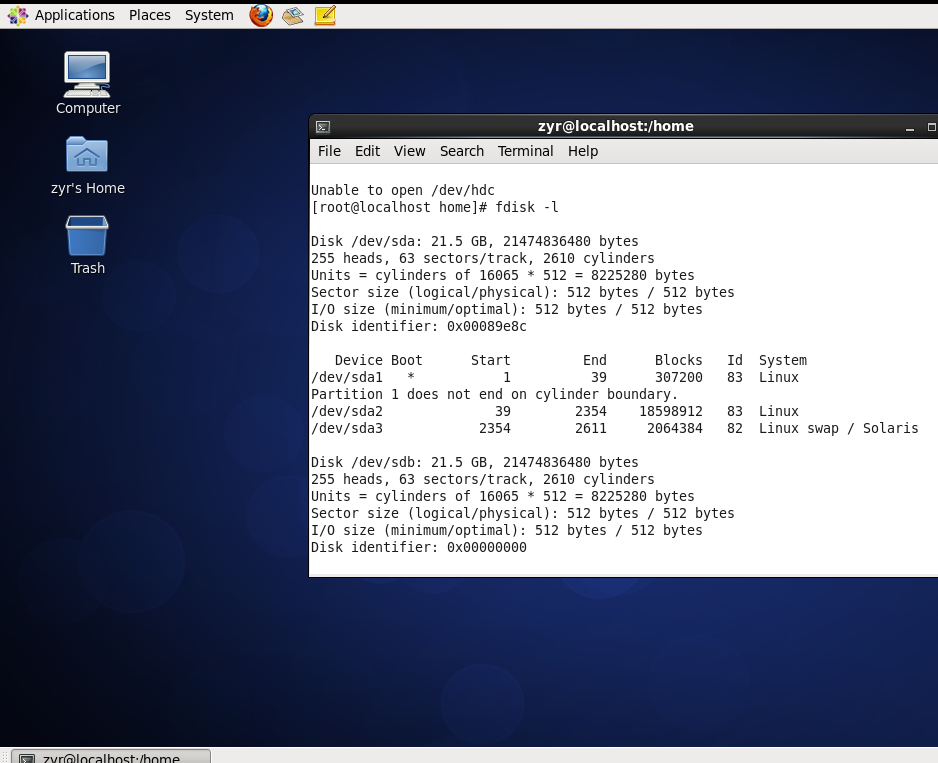 Applications Places System
Computer
zyr's Home
Trash
zyr@localhost:/home
File Edit View Search Terminal Help
Unable to open /dev/hdc
[root@localhost home]# fdisk -l
Disk /dev/sda: 21.5 GB, 21474836480 bytes
255 heads, 63 sectors/track, 2610 cylinders
Units = cylinders of 16065 * 512 = 8225280 bytes
Sector size (logical/physical): 512 bytes / 512 bytes
I/O size (minimum/optimal): 512 bytes / 512 bytes
Disk identifier: 0x00089e8c
   Device Boot      Start         End      Blocks   Id  System
/dev/sda1   *           1          39      307200   83  Linux
Partition 1 does not end on cylinder boundary.
/dev/sda2              39        2354    18598912   83  Linux
/dev/sda3            2354        2611     2064384   82  Linux swap / Solaris
Disk /dev/sdb: 21.5 GB, 21474836480 bytes
255 heads, 63 sectors/track, 2610 cylinders
Units = cylinders of 16065 * 512 = 8225280 bytes
Sector size (logical/physical): 512 bytes / 512 bytes
I/O size (minimum/optimal): 512 bytes / 512 bytes
Disk identifier: 0x00000000
zyr@localhost:/home